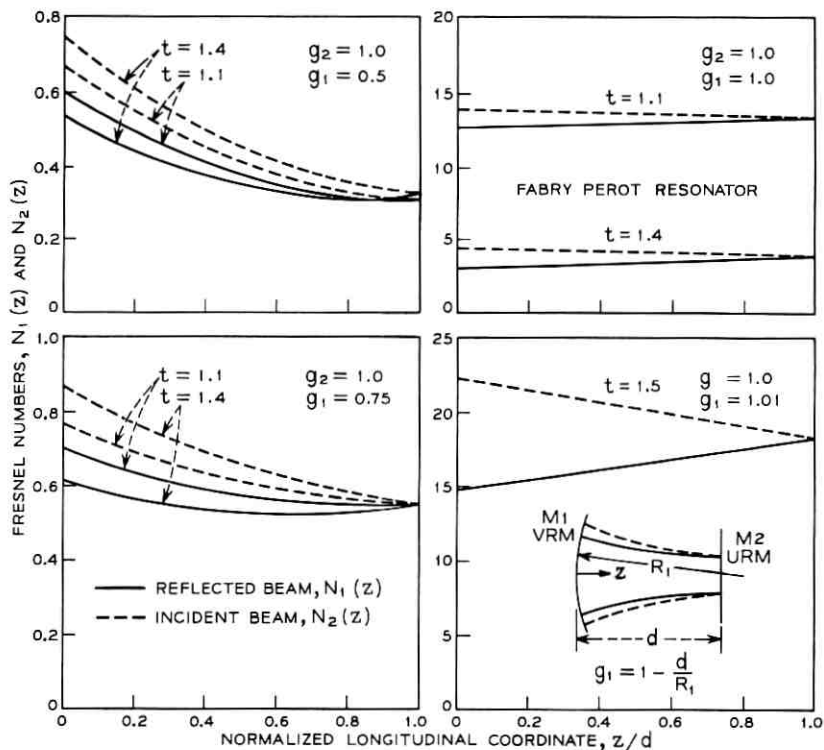 0.8
0.6
0.4
0.2
0
t = 1.4
t = 1.1
g2 = 1.0
g1 = 0.5
20
15
10
5
0
g2 = 1.0
g1 = 1.0
t = 1.1
FABRY PEROT RESONATOR
t = 1.4
FRESNEL NUMBERS, N1(z) AND N2(z)
1.0
0.8
0.6
0.4
0.2
0
t = 1.1
t = 1.4
g2 = 1.0
g1 = 0.75
REFLECTED BEAM, N1(z)
INCIDENT BEAM, N2(z)
0 0.2 0.4 0.6 0.8 1.0
25
20
15
10
5
0
t = 1.5
g = 1.0
g1 = 1.01
M1
VRM
M2
URM
R1
z
d
g1 = 1 - d/R1
0 0.2 0.4 0.6 0.8 1.0
NORMALIZED LONGITUDINAL COORDINATE, z/d